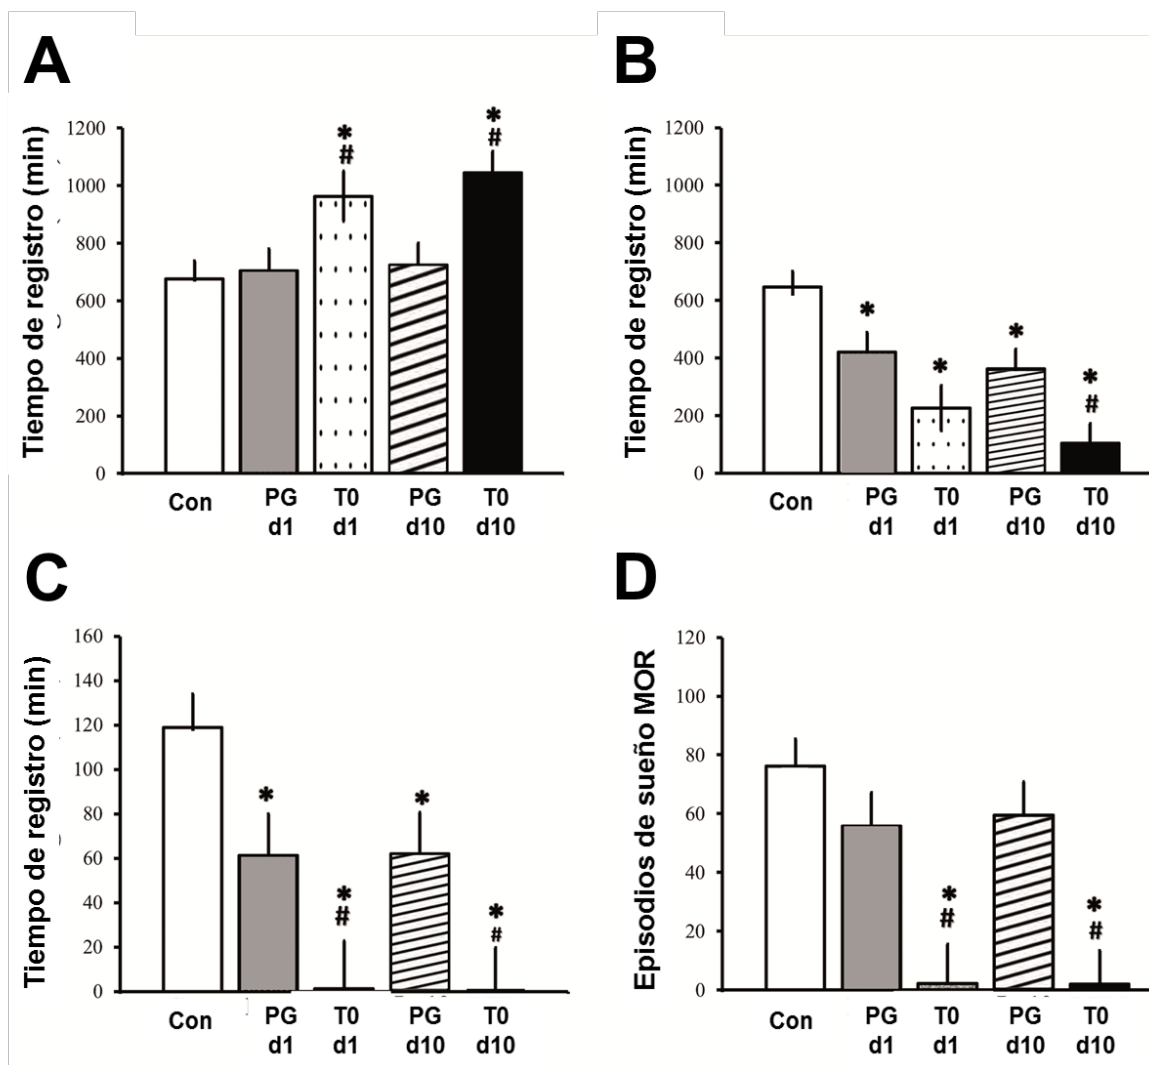 A
Tiempo de registro (min)
1200
1000
800
600
400
200
0
*
#
*
#
Con
PG
d1
T0
d1
PG
d10
T0
d10
B
Tiempo de registro (min)
1200
1000
800
600
400
200
0
*
*
*
*
#
Con
PG
d1
T0
d1
PG
d10
T0
d10
C
Tiempo de registro (min)
160
140
120
100
80
60
40
20
0
*
*
#
*
*
#
Con
PG
d1
T0
d1
PG
d10
T0
d10
D
Episodios de sueño MOR
120
100
80
60
40
20
0
*
#
*
#
Con
PG
d1
T0
d1
PG
d10
T0
d10